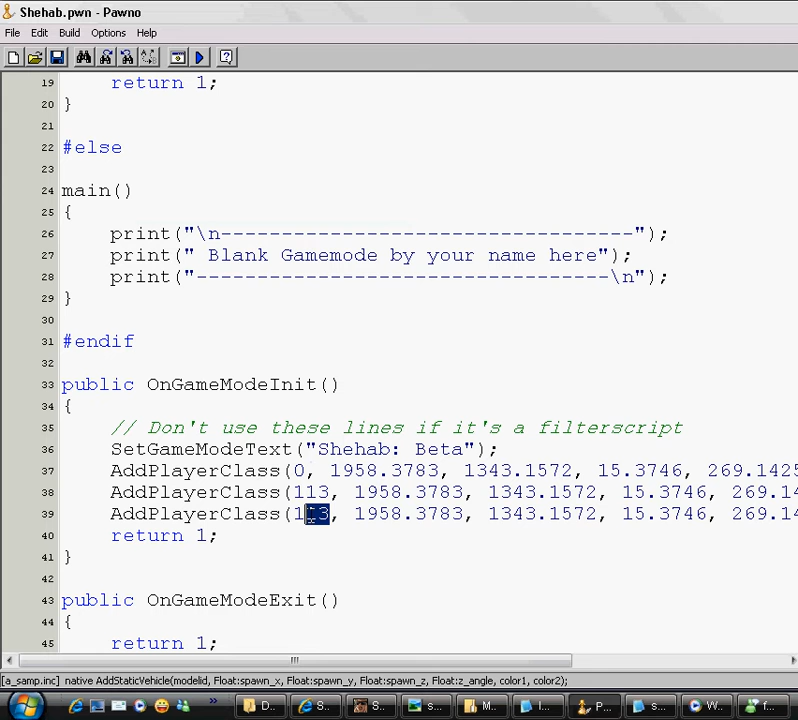 Shehab.pwn - Pawno
File Edit Build Options Help
19 return 1;
20 }
21
22 #else
23
24 main()
25 {
26 print("\n----------------------------------");
27 print(" Blank Gamemode by your name here");
28 print("----------------------------------\n");
29 }
30
31 #endif
32
33 public OnGameModeInit()
34 {
35 // Don't use these lines if it's a filterscript
36 SetGameModeText("Shehab: Beta");
37 AddPlayerClass(0, 1958.3783, 1343.1572, 15.3746, 269.1425
38 AddPlayerClass(113, 1958.3783, 1343.1572, 15.3746, 269.14
39 AddPlayerClass(113, 1958.3783, 1343.1572, 15.3746, 269.14
40 return 1;
41 }
42
43 public OnGameModeExit()
44 {
45 return 1;
[a_samp.inc] native AddStaticVehicle(modelid, Float:spawn_x, Float:spawn_y, Float:spawn_z, Float:z_angle, color1, color2);
D... S... S... s... M... I... P... s... W... f...